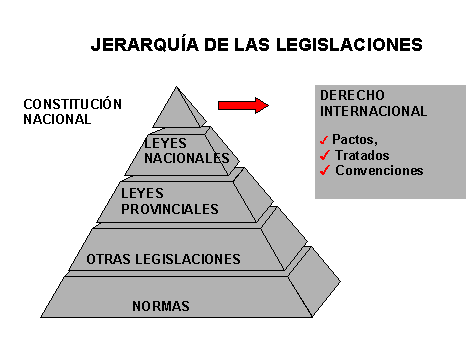 JERARQUÍA DE LAS LEGISLACIONES
CONSTITUCIÓN
NACIONAL
DERECHO
INTERNACIONAL
✓ Pactos,
✓ Tratados
✓ Convenciones
LEYES
NACIONALES
LEYES
PROVINCIALES
OTRAS LEGISLACIONES
NORMAS